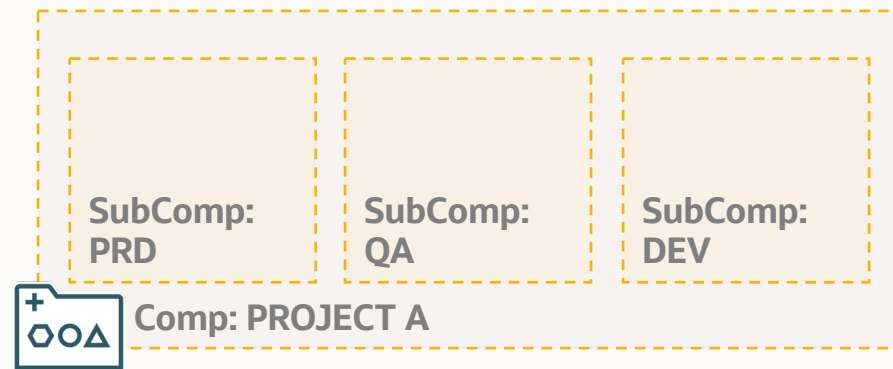 SubComp:
PRD
SubComp:
QA
SubComp:
DEV
Comp: PROJECT A